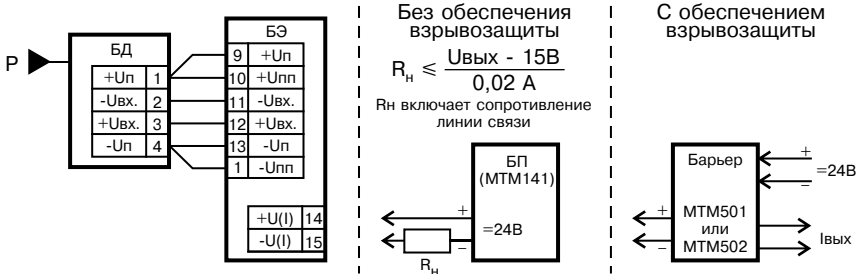 P
БД
+Uп 1
-Uвх. 2
+Uвх. 3
-Uп 4
БЭ
9 +Uп
10 +Uпп
11 -Uвх.
12 +Uвх.
13 -Uп
1 -Uпп
+U(I) 14
-U(I) 15
Без обеспечения
взрывозащиты
Rн ⩽ Uвых - 15В
0,02 А
Rн включает сопротивление
линии связи
БП
(МТМ141)
+
=24В
−
Rн
С обеспечением
взрывозащиты
Барьер
+
=24В
−
+
МТМ501
или
МТМ502
−
Iвых